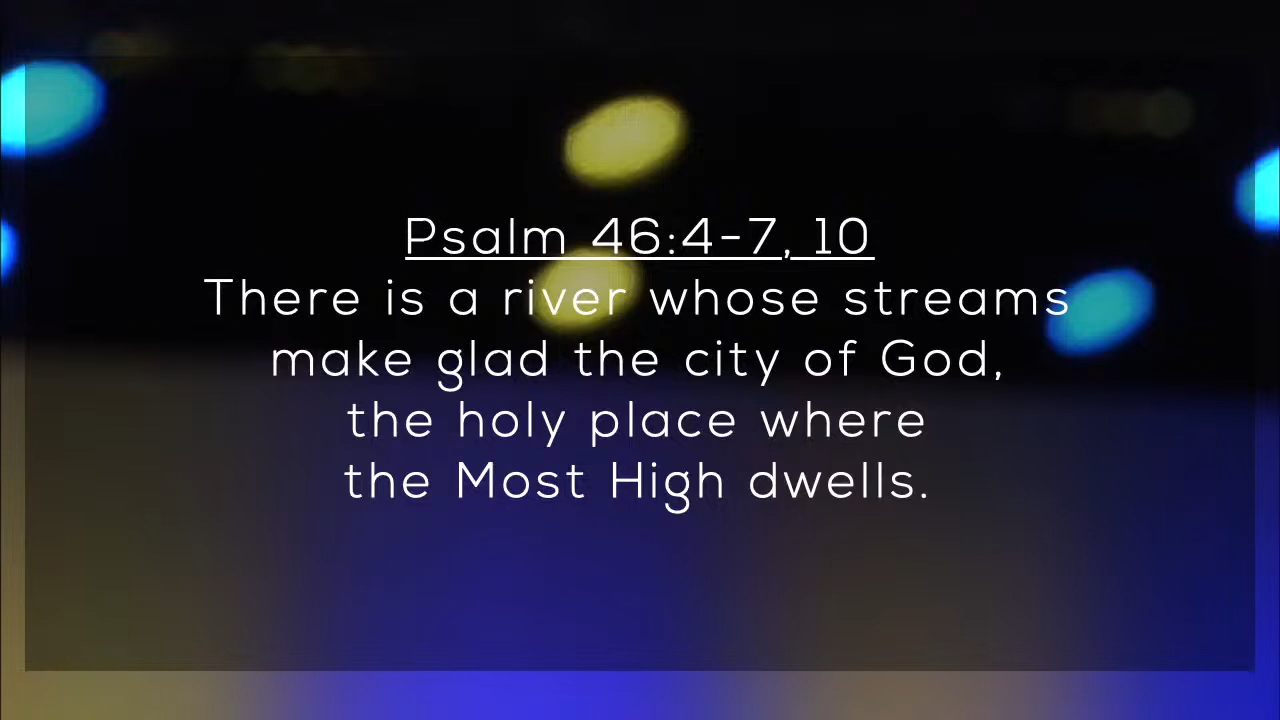 Psalm 46:4-7, 10
There is a river whose streams
make glad the city of God,
the holy place where
the Most High dwells.